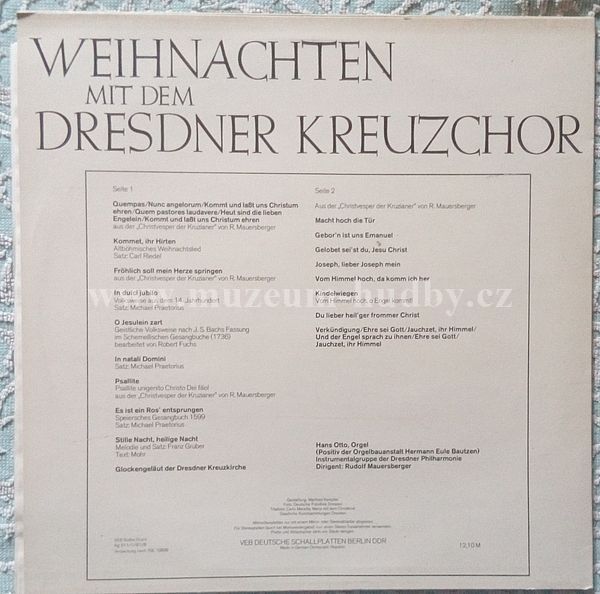 WEIHNACHTEN
MIT DEM
DRESDNER KREUZCHOR
Seite 1
Quempas/Nunc angelorum/Kommt und laßt uns Christum
ehren/Quem pastores laudavere/Heut sind die lieben
Engelein/Kommt und laßt uns Christum ehren
aus der „Christvesper der Kruzianer" von R. Mauersberger
Kommet, ihr Hirten
Altböhmisches Weihnachtslied
Satz: Carl Riedel
Fröhlich soll mein Herze springen
aus der „Christvesper der Kruzianer" von R. Mauersberger
In dulci jubilo
Volksweise aus dem 14. Jahrhundert
Satz: Michael Praetorius
O Jesulein zart
Geistliche Volksweise nach J. S. Bachs Fassung
im Schemellischen Gesangbuche (1736)
bearbeitet von Robert Fuchs
In natali Domini
Satz: Michael Praetorius
Psallite
Psallite unigenito Christo Dei filio!
aus der „Christvesper der Kruzianer" von R. Mauersberger
Es ist ein Ros' entsprungen
Speiersches Gesangbuch 1599
Satz: Michael Praetorius
Stille Nacht, heilige Nacht
Melodie und Satz: Franz Gruber
Text: Mohr
Glockengeläut der Dresdner Kreuzkirche
Seite 2
Aus der „Christvesper der Kruzianer" von R. Mauersberger
Macht hoch die Tür
Gebor'n ist uns Emanuel
Gelobet sei'st du, Jesu Christ
Joseph, lieber Joseph mein
Vom Himmel hoch, da komm ich her
Kindelwiegen
Vom Himmel hoch, o Engel kommt!
Du lieber heil'ger frommer Christ
Verkündigung/Ehre sei Gott/Jauchzet, ihr Himmel/
Und der Engel sprach zu ihnen/Ehre sei Gott/
Jauchzet, ihr Himmel
Hans Otto, Orgel
(Positiv der Orgelbauanstalt Hermann Eule Bautzen)
Instrumentalgruppe der Dresdner Philharmonie
Dirigent: Rudolf Mauersberger
VEB DEUTSCHE SCHALLPLATTEN BERLIN DDR
Made in German Democratic Republic
12,10 M
www.muzeumhudby.cz